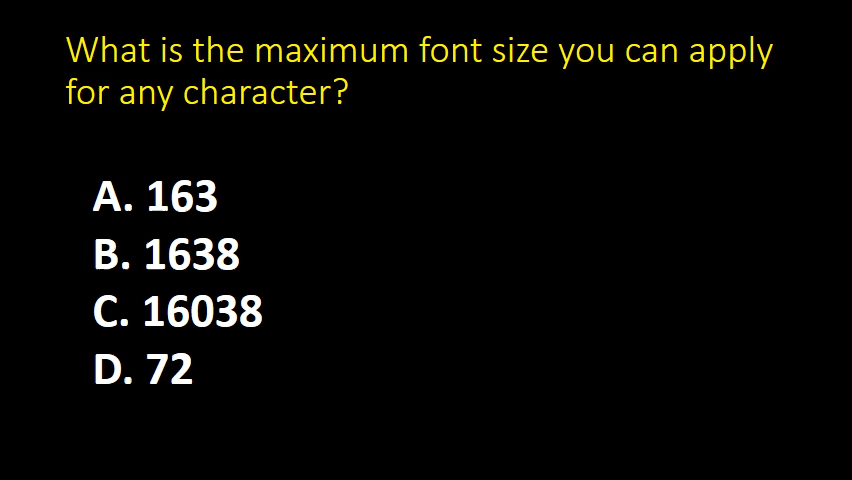 What is the maximum font size you can apply
for any character?
A. 163
B. 1638
C. 16038
D. 72